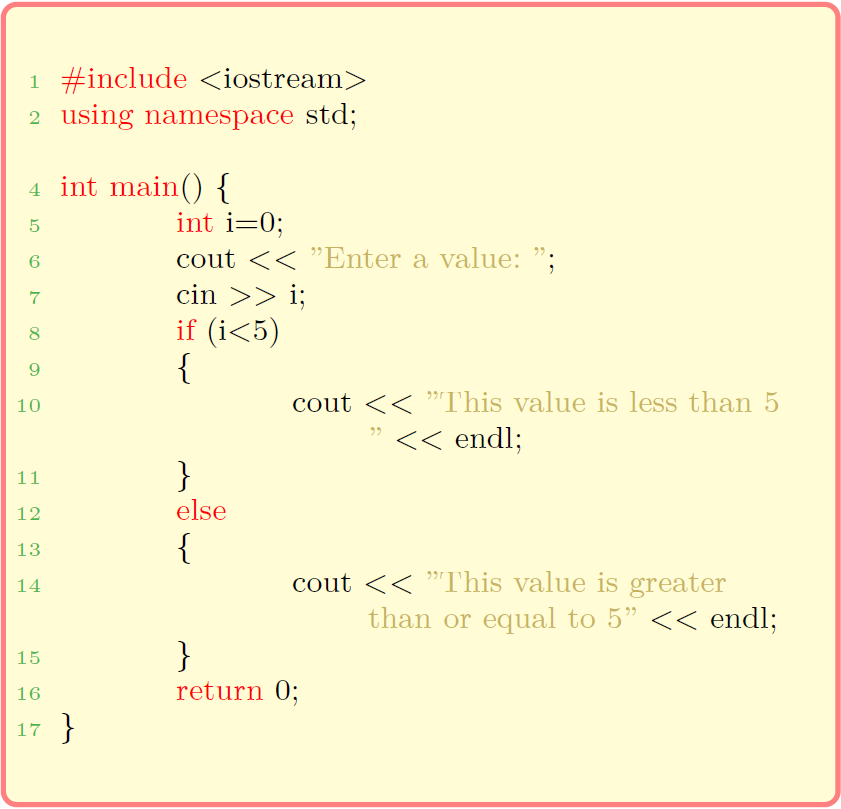 1 #include <iostream>
2 using namespace std;
4 int main() {
5 int i=0;
6 cout << ”Enter a value: ”;
7 cin >> i;
8 if (i<5)
9 {
10 cout << ”This value is less than 5
” << endl;
11 }
12 else
13 {
14 cout << ”This value is greater
than or equal to 5” << endl;
15 }
16 return 0;
17 }